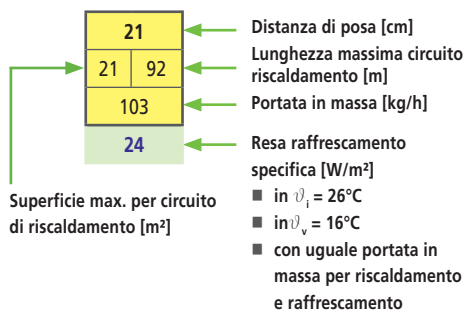 21
21 92
103
24
Distanza di posa [cm]
Lunghezza massima circuito
riscaldamento [m]
Portata in massa [kg/h]
Resa raffrescamento
specifica [W/m²]
■ in ϑi = 26°C
■ inϑv = 16°C
■ con uguale portata in
massa per riscaldamento
e raffrescamento
Superficie max. per circuito
di riscaldamento [m²]